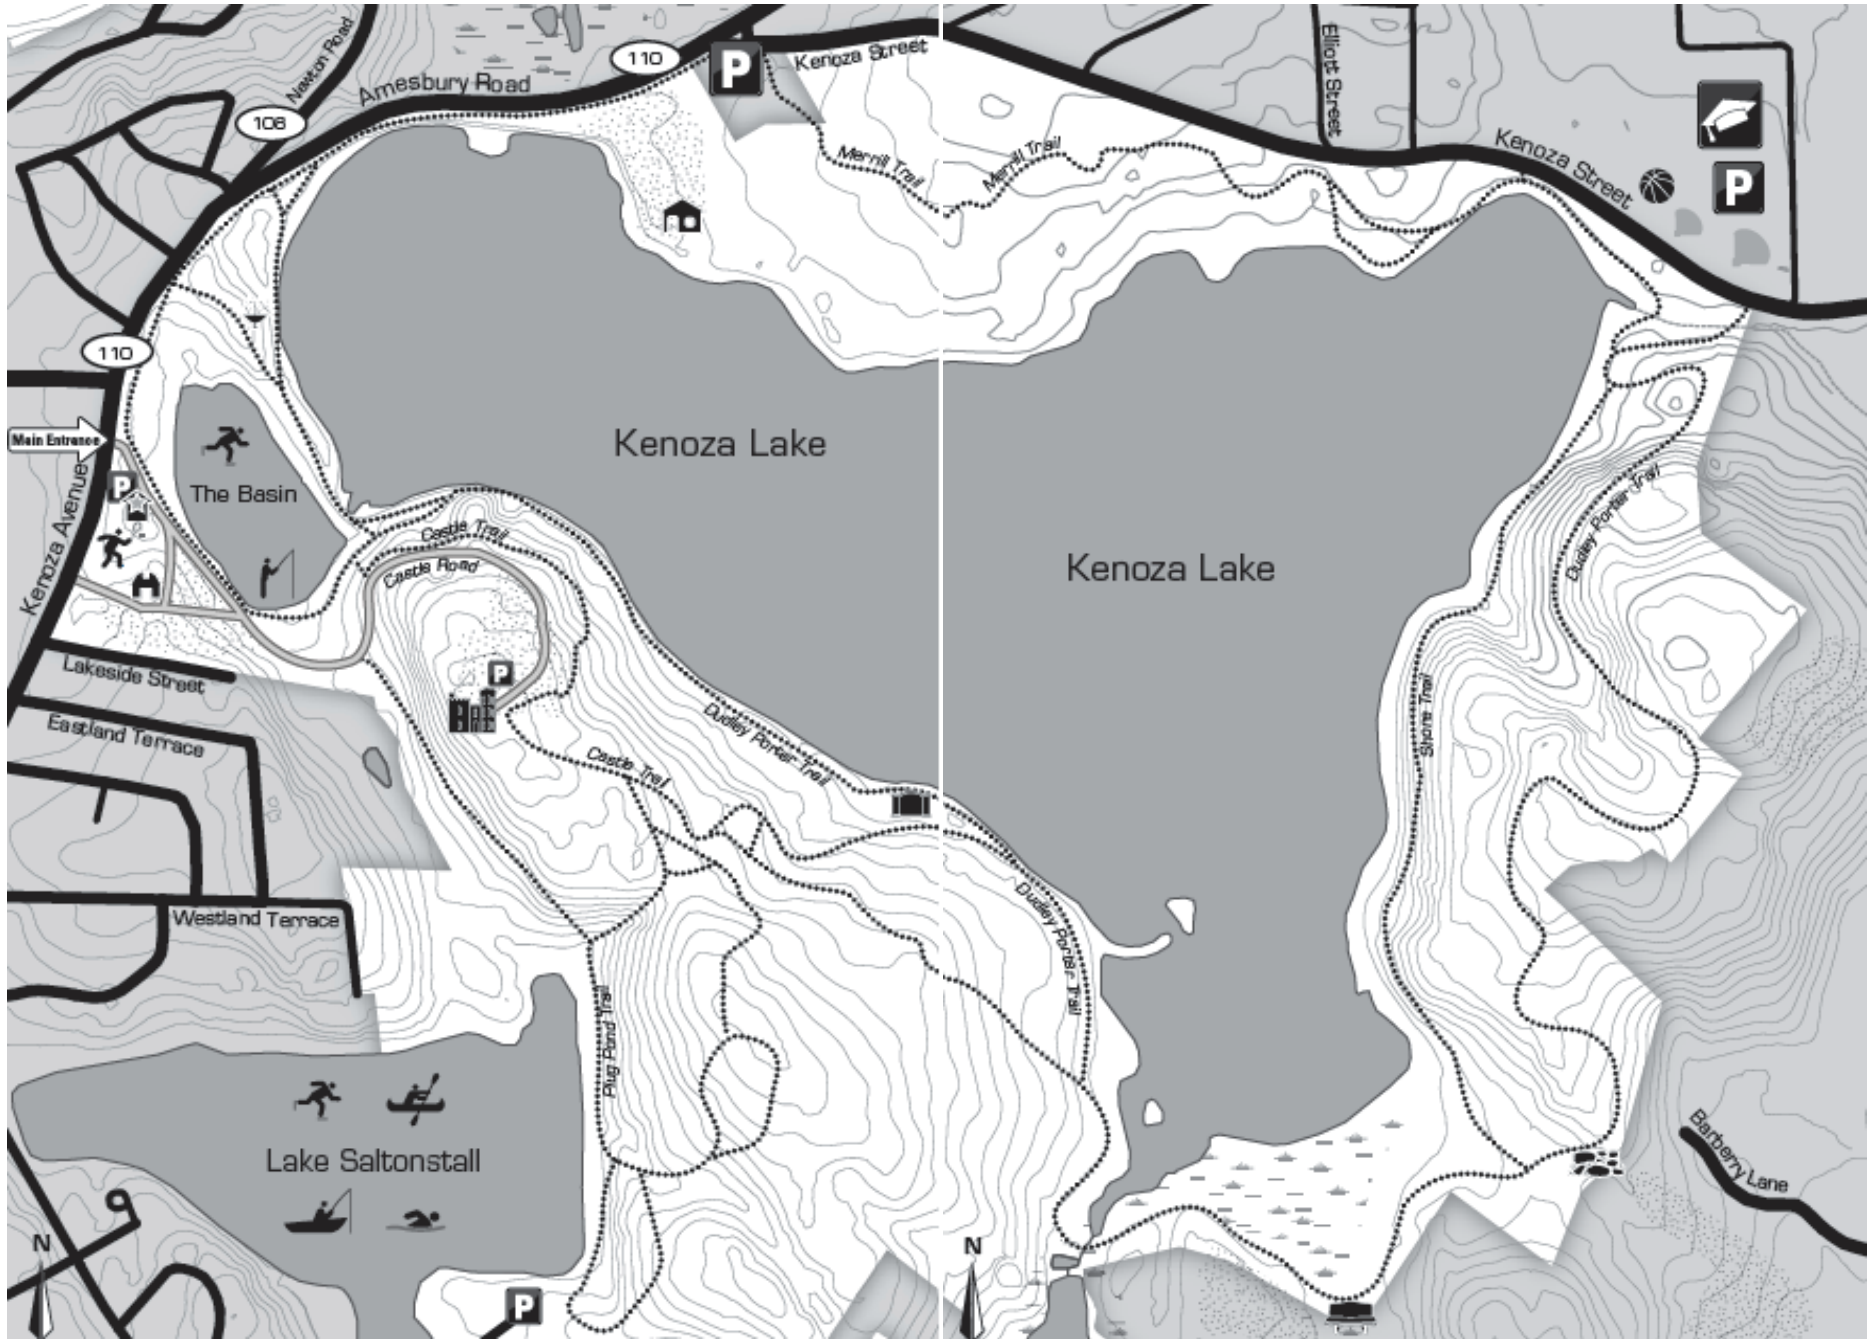 Newton Road
108
Amesbury Road
110
P
Kenoza Street
Merrill Trail
Merrill Trail
Elliott Street
Kenoza Street
P
110
Main Entrance
P
Kenoza Avenue
The Basin
Kenoza Lake
Kenoza Lake
Castle Trail
Castle Road
P
Lakeside Street
Eastland Terrace
Westland Terrace
Castle Trail
Dudley Porter Trail
Dudley Porter Trail
Dudley Porter Trail
Shore Trail
Plug Pond Trail
Lake Saltonstall
Barberry Lane
N
N
P